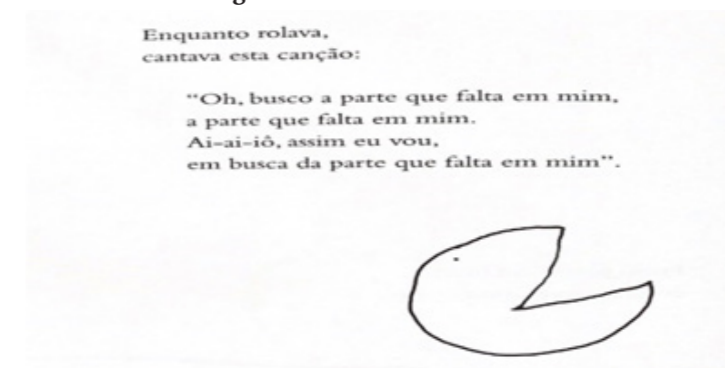 Enquanto rolava,
cantava esta canção:
“Oh, busco a parte que falta em mim,
a parte que falta em mim.
Ai-ai-iô, assim eu vou,
em busca da parte que falta em mim”.